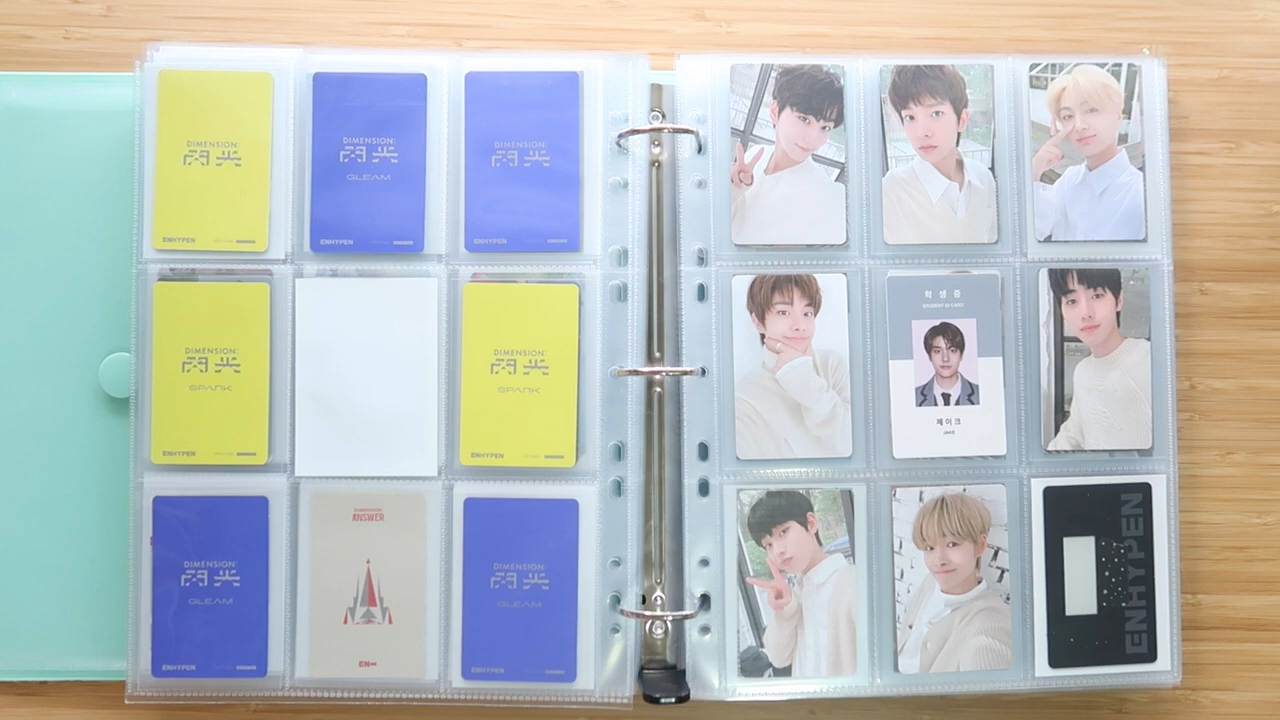 DIMENSION:
閃光
ENHYPEN
DIMENSION:
閃光
GLEAM
ENHYPEN
DIMENSION:
閃光
ENHYPEN
DIMENSION:
閃光
SPARK
ENHYPEN
DIMENSION:
閃光
SPARK
ENHYPEN
DIMENSION:
閃光
GLEAM
ENHYPEN
DIMENSION:
ANSWER
EN-
DIMENSION:
閃光
GLEAM
ENHYPEN
학생증
STUDENT ID CARD
제이크
JAKE
ENHYPEN